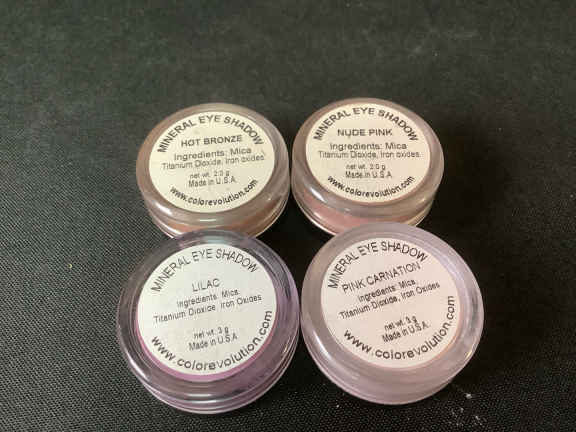 MINERAL EYE SHADOW
HOT BRONZE
Ingredients: Mica
Titanium Dioxide, Iron oxides.
net wt. 2.0 g
Made in U.S.A.
www.colorevolution.com
MINERAL EYE SHADOW
NUDE PINK
Ingredients: Mica
Titanium Dioxide, Iron oxides.
net wt. 2.0 g
Made in U.S.A.
www.colorevolution.com
MINERAL EYE SHADOW
LILAC
Ingredients: Mica,
Titanium Dioxide, Iron Oxides
net wt. 3 g
Made in U.S.A.
www.colorevolution.com
MINERAL EYE SHADOW
PINK CARNATION
Ingredients: Mica,
Titanium Dioxide, Iron Oxides
net wt. 3 g
Made in U.S.A.
www.colorevolution.com